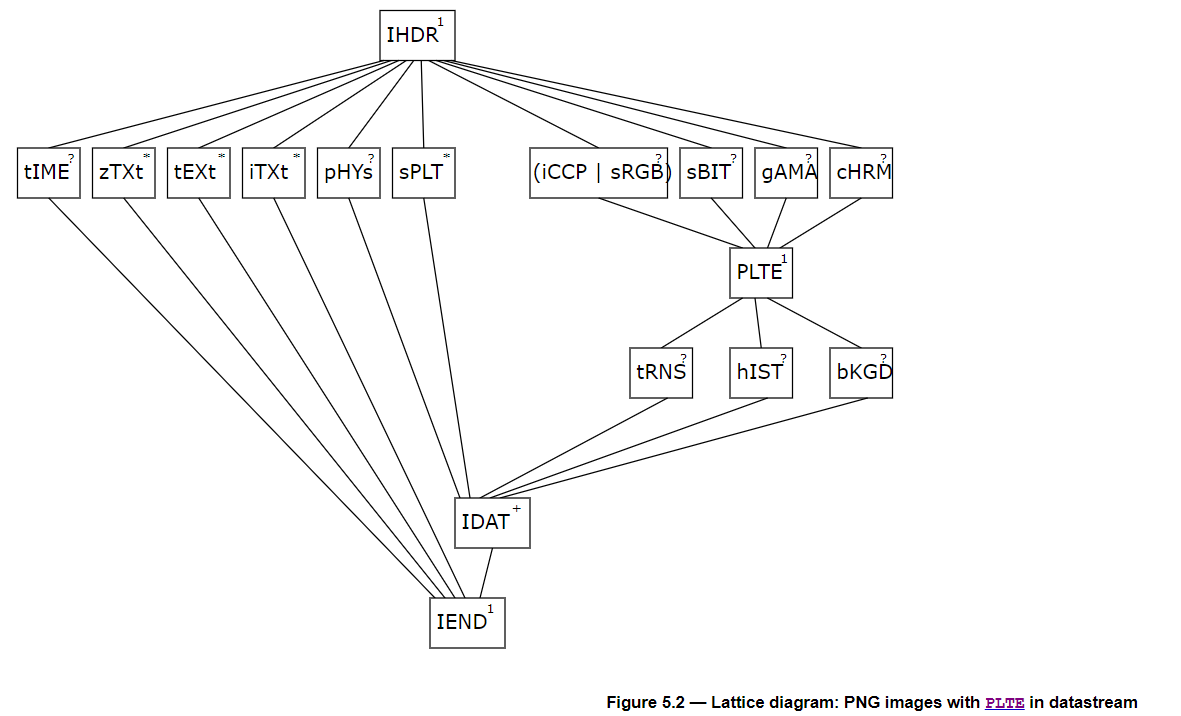 IHDR 1
tIME ? zTXt * tEXt * iTXt * pHYs ? sPLT * (iCCP | sRGB) ? sBIT ? gAMA ? cHRM ?
PLTE 1
tRNS ? hIST ? bKGD ?
IDAT +
IEND 1
Figure 5.2 — Lattice diagram: PNG images with PLTE in datastream